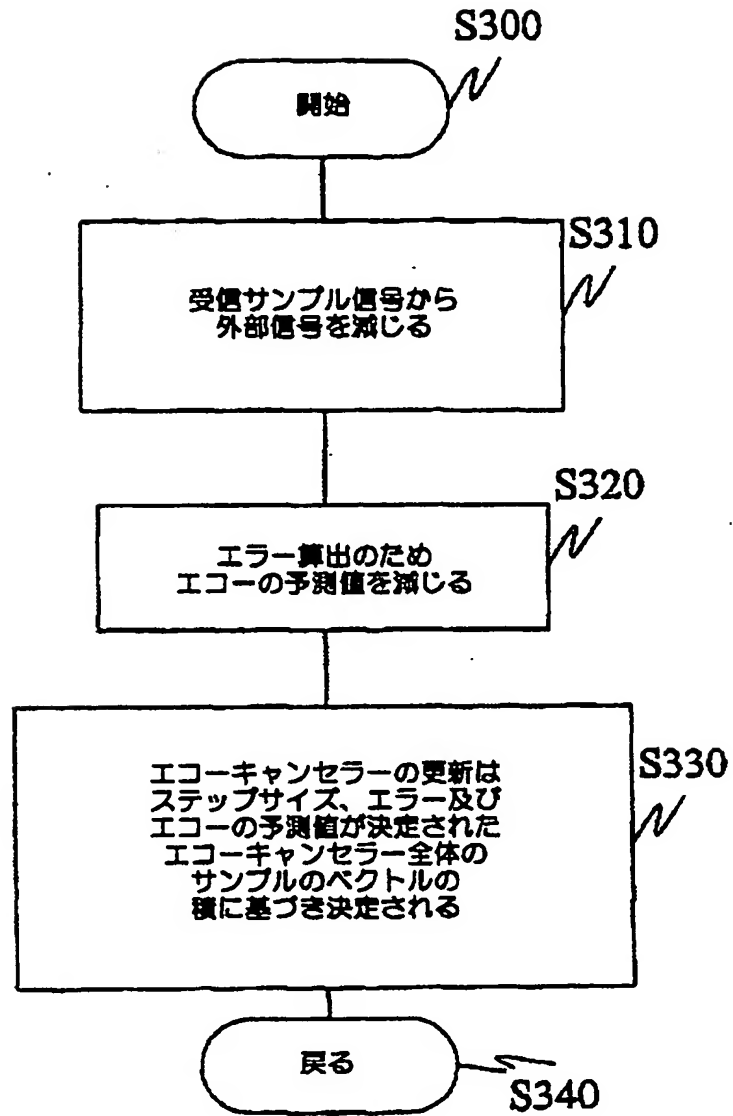 S300
開始
S310
受信サンプル信号から
外部信号を減じる
S320
エラー算出のため
エコーの予測値を減じる
S330
エコーキャンセラーの更新は
ステップサイズ、エラー及び
エコーの予測値が決定された
エコーキャンセラー全体の
サンプルのベクトルの
積に基づき決定される
戻る
S340